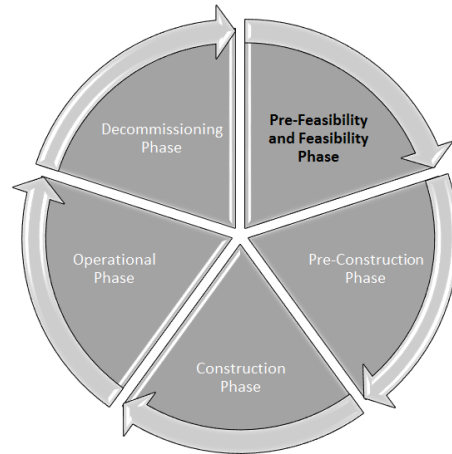 Pre-Feasibility
and Feasibility
Phase
Pre-Construction
Phase
Construction
Phase
Operational
Phase
Decommissioning
Phase